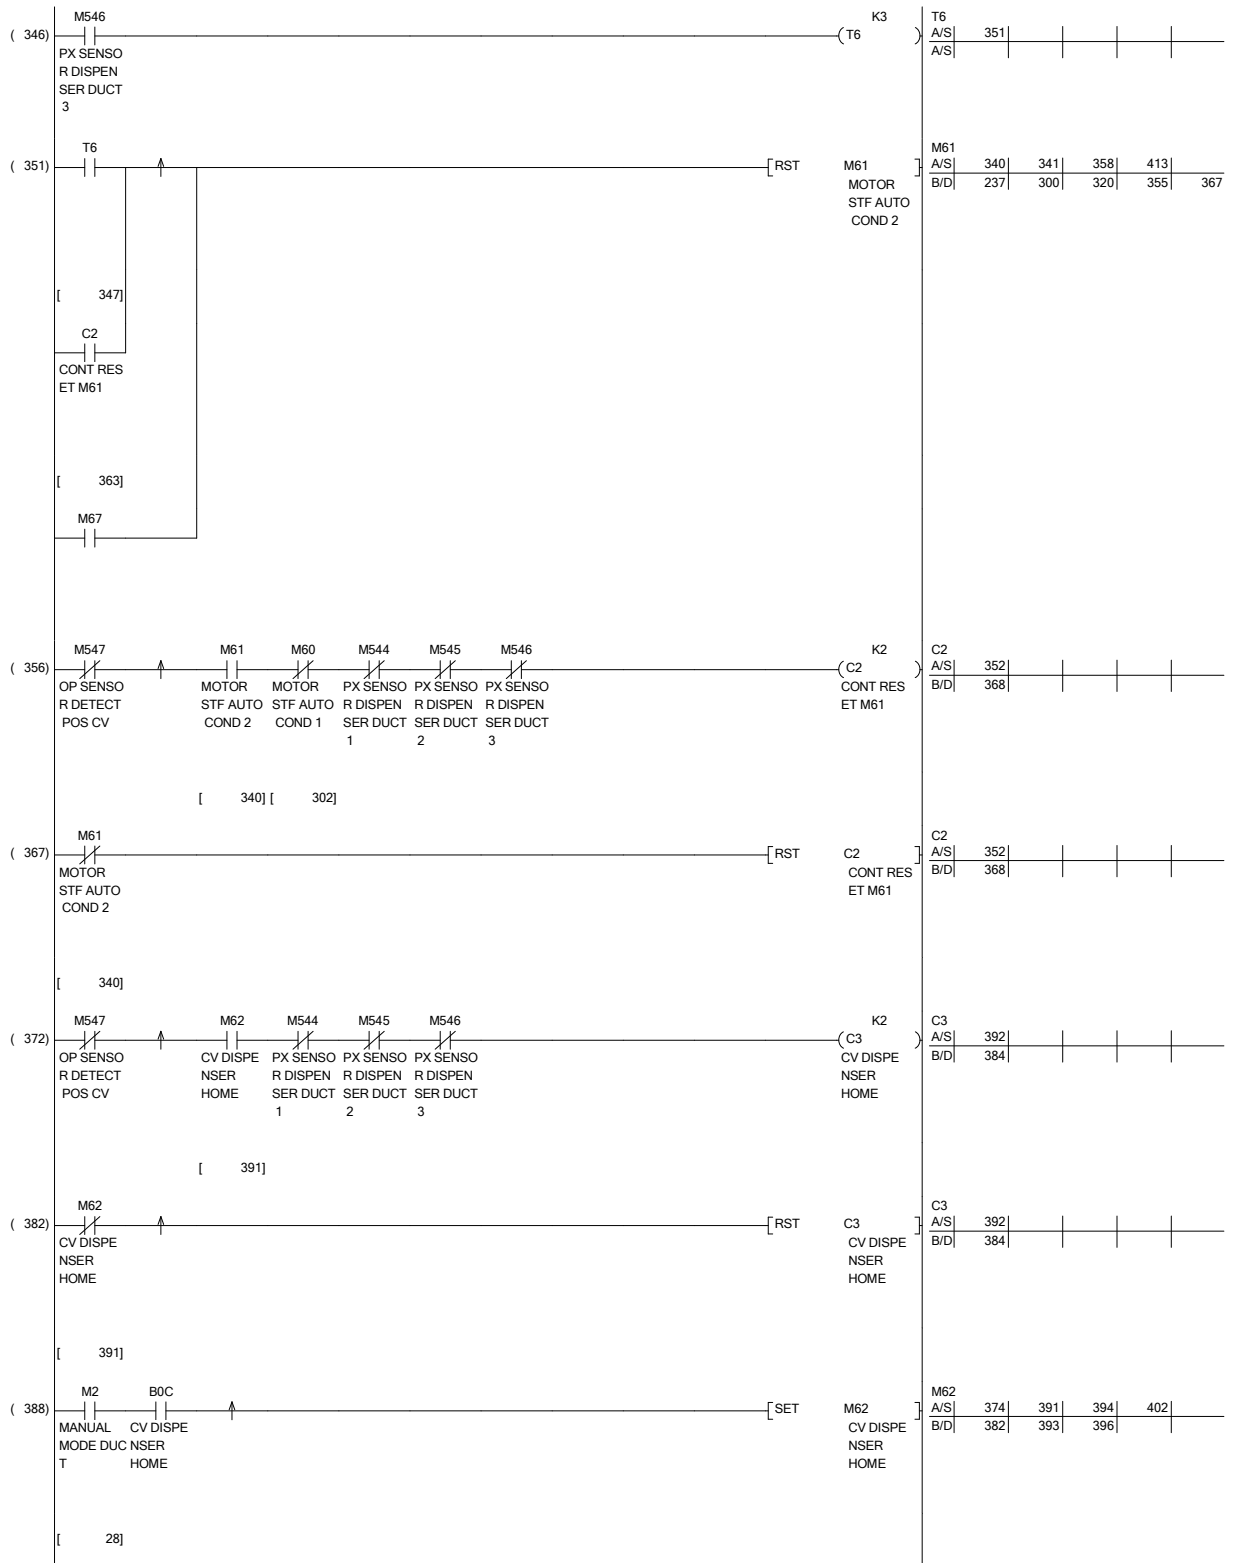 M546 K3 T6
( 346) (T6 ) A/S 351
PX SENSO A/S
R DISPEN
SER DUCT
3
T6 M61
( 351) [RST M61 ] A/S 340 341 358 413
MOTOR B/D 237 300 320 355 367
STF AUTO
COND 2
[ 347]
C2
CONT RES
ET M61
[ 363]
M67
M547 M61 M60 M544 M545 M546 K2 C2
( 356) (C2 ) A/S 352
OP SENSO MOTOR MOTOR PX SENSO PX SENSO PX SENSO CONT RES B/D 368
R DETECT STF AUTO STF AUTO R DISPEN R DISPEN R DISPEN ET M61
POS CV COND 2 COND 1 SER DUCT SER DUCT SER DUCT
1 2 3
[ 340] [ 302]
M61 C2
( 367) [RST C2 ] A/S 352
MOTOR CONT RES B/D 368
STF AUTO ET M61
COND 2
[ 340]
M547 M62 M544 M545 M546 K2 C3
( 372) (C3 ) A/S 392
OP SENSO CV DISPE PX SENSO PX SENSO PX SENSO CV DISPE B/D 384
R DETECT NSER R DISPEN R DISPEN R DISPEN NSER
POS CV HOME SER DUCT SER DUCT SER DUCT HOME
1 2 3
[ 391]
M62 C3
( 382) [RST C3 ] A/S 392
CV DISPE CV DISPE B/D 384
NSER NSER
HOME HOME
[ 391]
M2 B0C M62
( 388) [SET M62 ] A/S 374 391 394 402
MANUAL CV DISPE CV DISPE B/D 382 393 396
MODE DUC NSER NSER
T HOME HOME
[ 28]